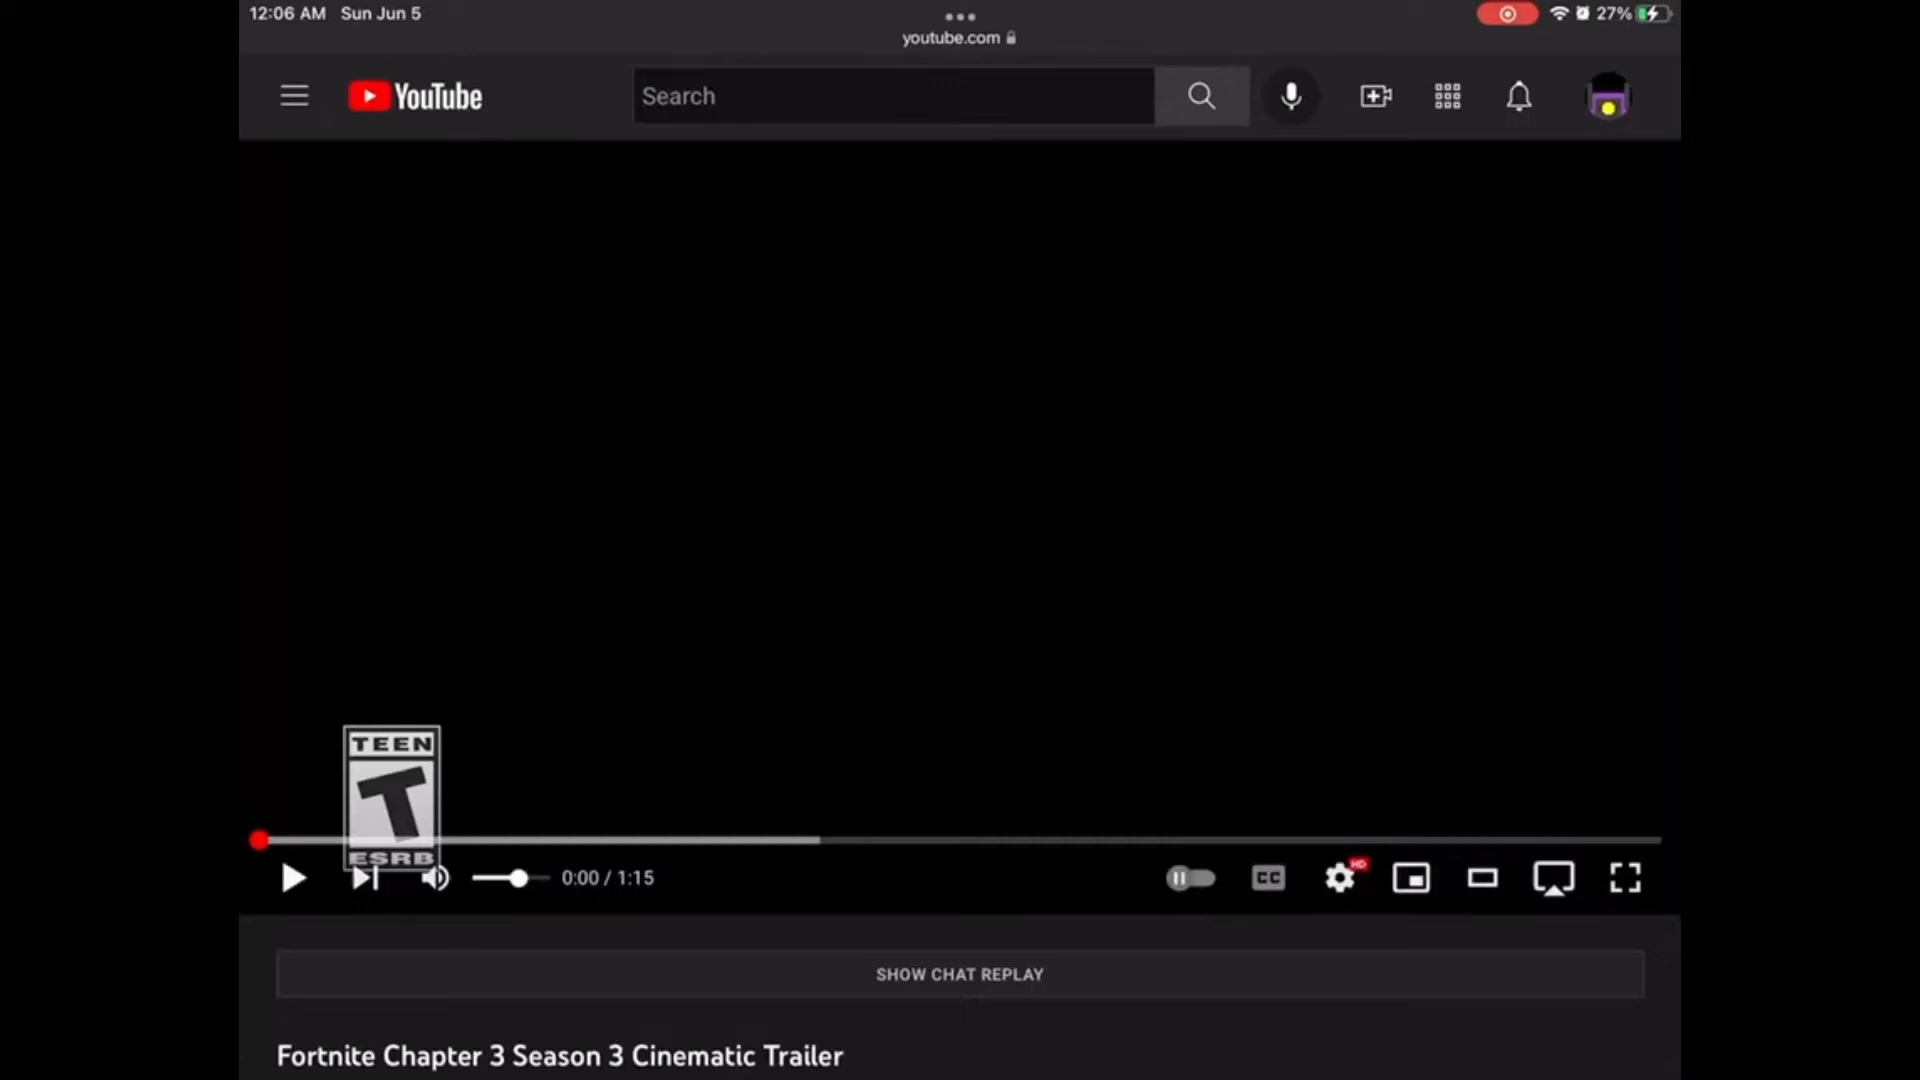 12:06 AM Sun Jun 5
27%
youtube.com
YouTube
Search
TEEN
T
ESRB
0:00 / 1:15
CC
HD
SHOW CHAT REPLAY
Fortnite Chapter 3 Season 3 Cinematic Trailer